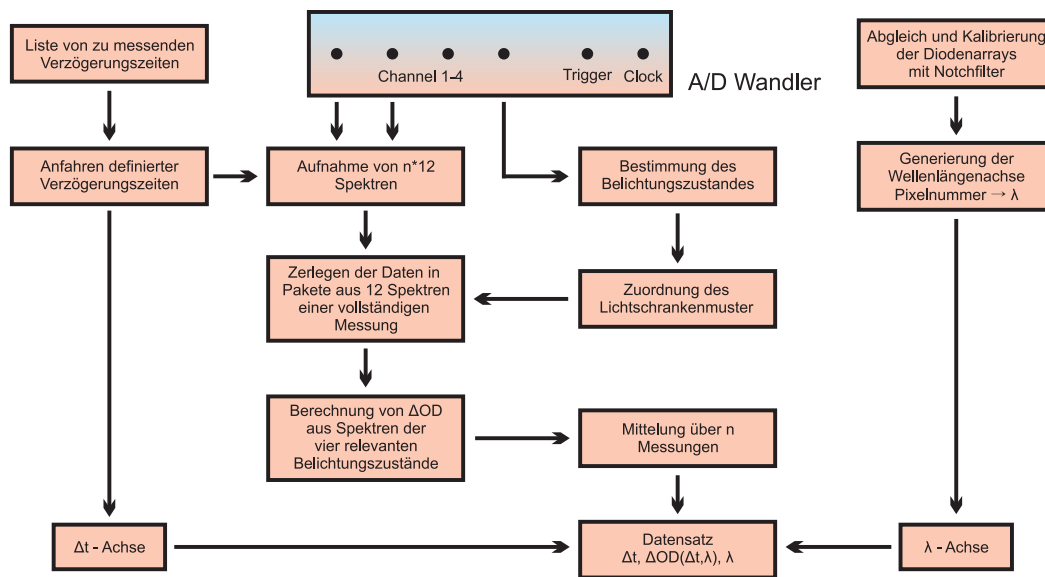 Liste von zu messenden
Verzögerungszeiten
Channel 1-4
Trigger
Clock
A/D Wandler
Abgleich und Kalibrierung
der Diodenarrays
mit Notchfilter
Anfahren definierter
Verzögerungszeiten
Aufnahme von n*12
Spektren
Bestimmung des
Belichtungszustandes
Generierung der
Wellenlängenachse
Pixelnummer → λ
Zerlegen der Daten in
Pakete aus 12 Spektren
einer vollständigen
Messung
Zuordnung des
Lichtschrankenmuster
Berechnung von ΔOD
aus Spektren der
vier relevanten
Belichtungszustände
Mittelung über n
Messungen
Δt - Achse
Datensatz
Δt, ΔOD(Δt,λ), λ
λ - Achse